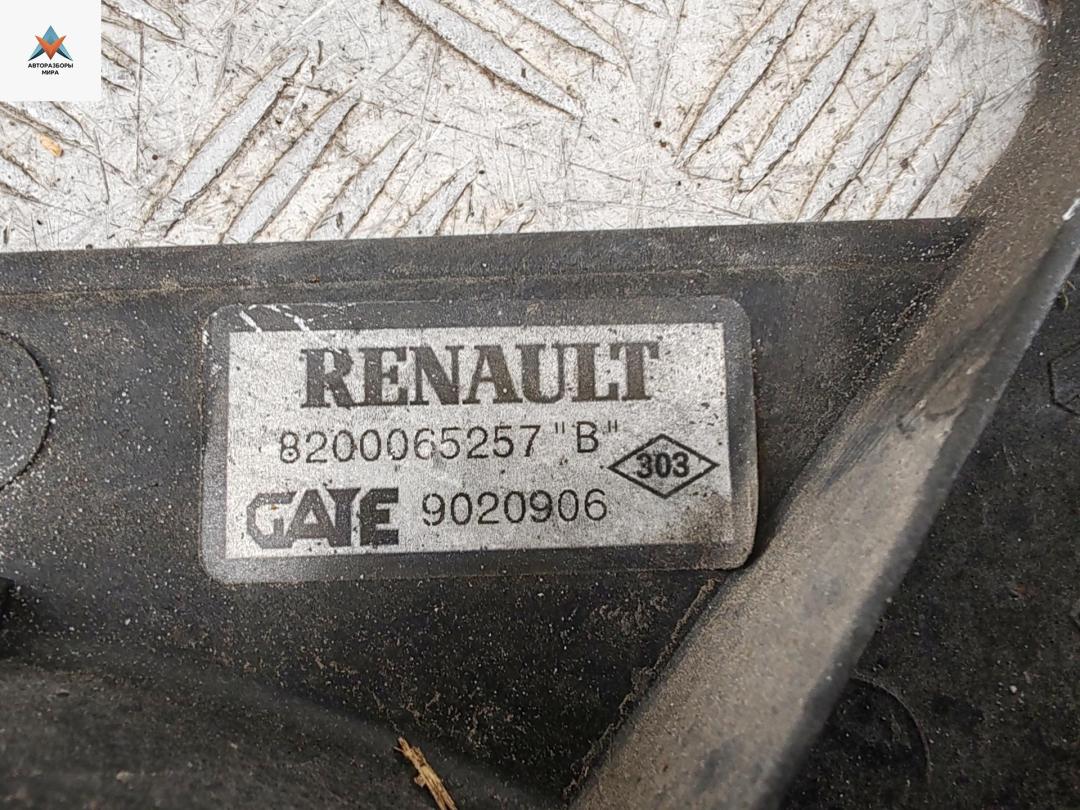 АВТОРАЗБОРЫ
МИРА
RENAULT
8200065257 "B"
303
GATE 9020906